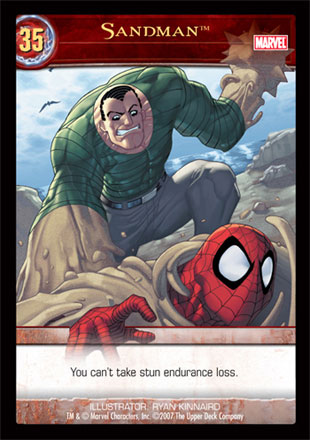 35
SANDMAN™
MARVEL
You can't take stun endurance loss.
ILLUSTRATOR: RYAN KINNAIRD
TM & © Marvel Characters, Inc. ©2007 The Upper Deck Company